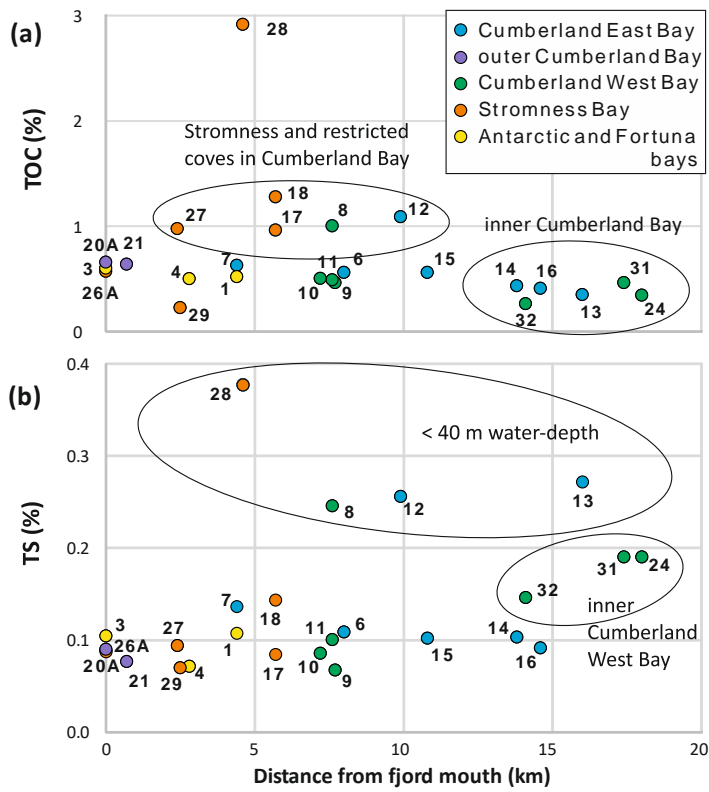 (a)
TOC (%)
3
2
1
0
28
Cumberland East Bay
outer Cumberland Bay
Cumberland West Bay
Stromness Bay
Antarctic and Fortuna
bays
Stromness and restricted
coves in Cumberland Bay
inner Cumberland Bay
27
18
17
8
12
20A
21
3
26A
4
29
7
1
11
10
6
9
15
14
16
32
13
31
24
(b)
TS (%)
0.4
0.3
0.2
0.1
0.0
28
< 40 m water-depth
8
12
13
32
31
24
inner
Cumberland
West Bay
3
26A
20A
21
27
29
4
7
1
18
17
11
10
6
9
15
14
16
0
5
10
15
20
Distance from fjord mouth (km)